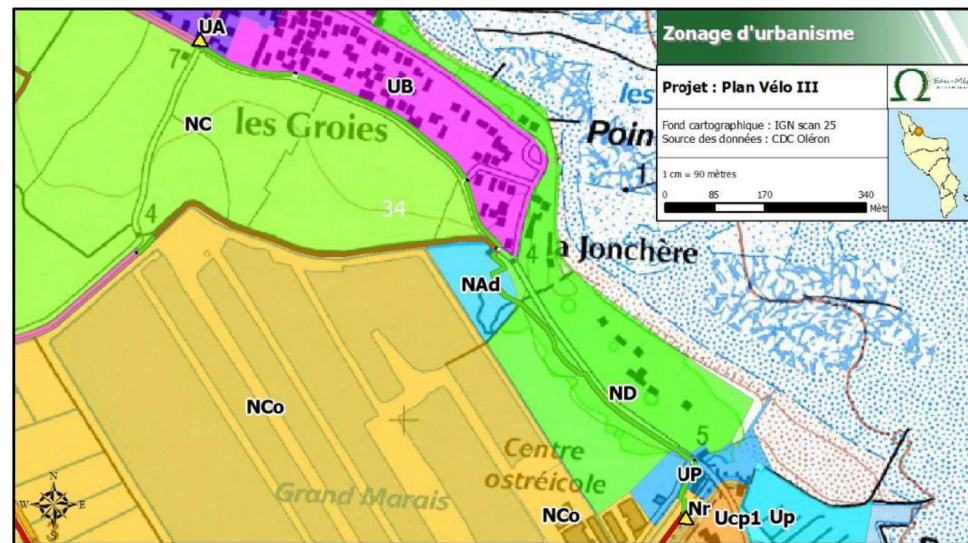 Zonage d'urbanisme
Projet : Plan Vélo III
Fond cartographique : IGN scan 25
Source des données : CDC Oléron
1 cm = 90 mètres
0 85 170 340
Mètr
UA
7
UB
NC
les Groies
les
Poin
1
34
4
4
la Jonchère
NAd
ND
NCo
5
Centre
ostréicole
UP
Grand Marais
Nr
NCo
Ucp1
Up
N
W
E
S